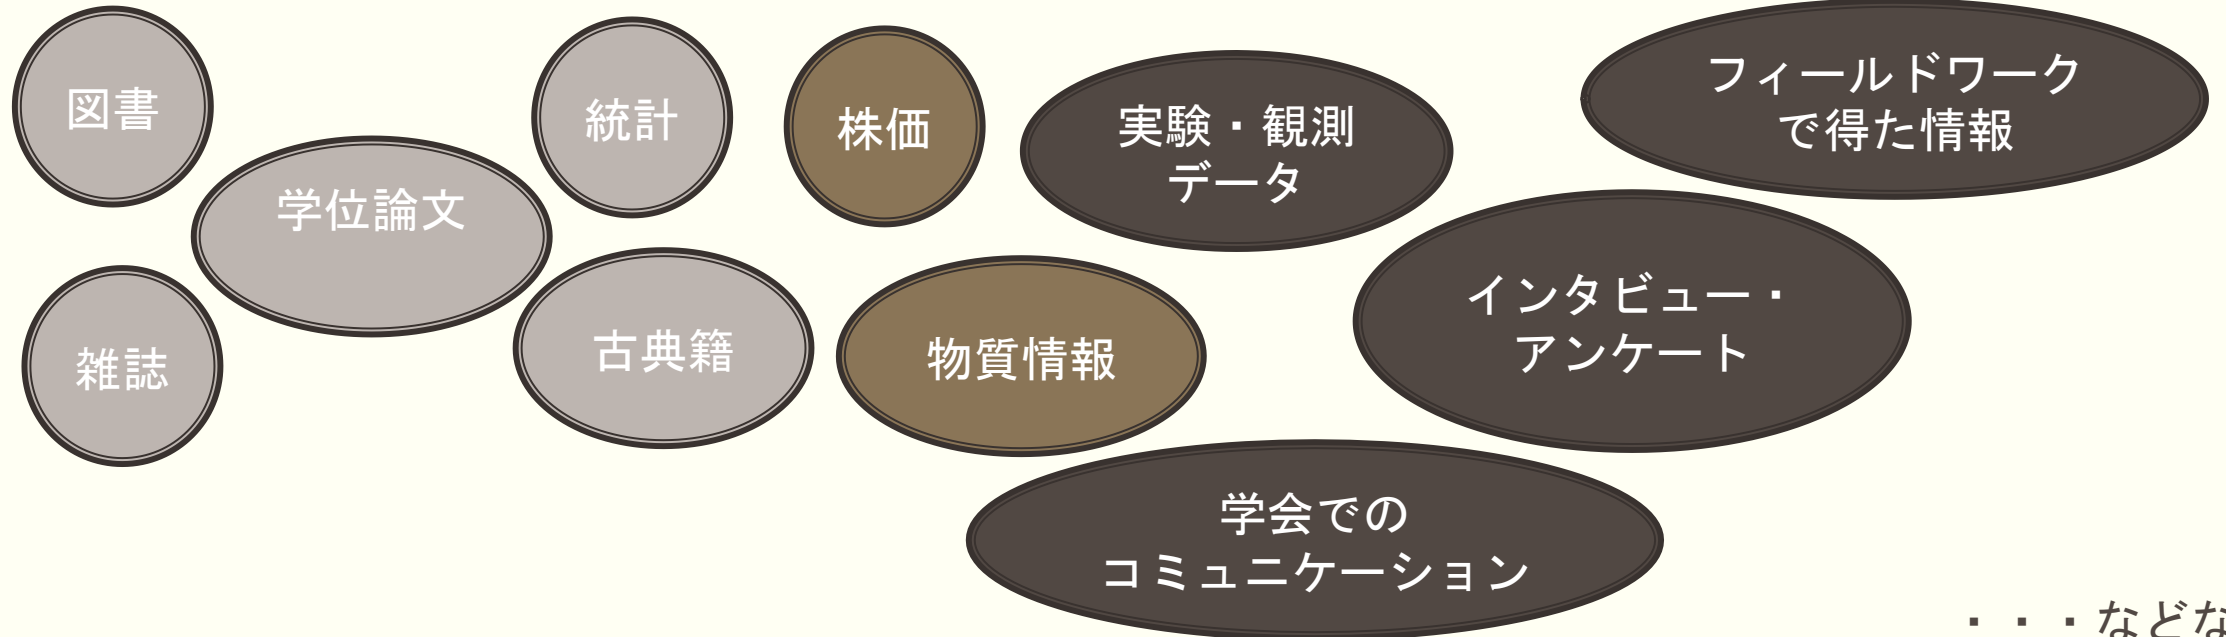 図書
学位論文
雑誌
統計
古典籍
株価
物質情報
実験・観測
データ
フィールドワーク
で得た情報
インタビュー・
アンケート
学会での
コミュニケーション
・・・などな